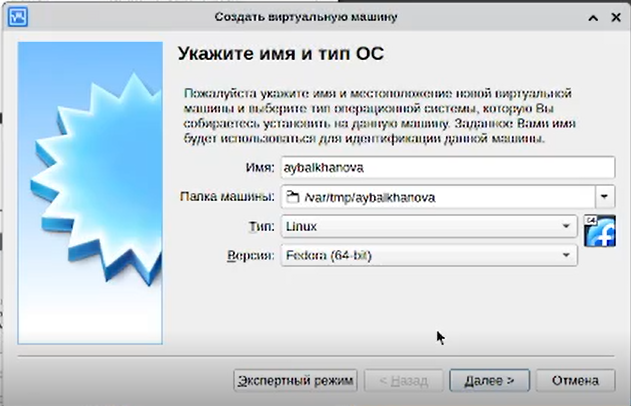 Создать виртуальную машину
Укажите имя и тип ОС
Пожалуйста укажите имя и местоположение новой виртуальной
машины и выберите тип операционной системы, которую Вы
собираетесь установить на данную машину. Заданное Вами имя
будет использоваться для идентификации данной машины.
Имя: aybalkhanova
Папка машины: /var/tmp/aybalkhanova
Тип: Linux
64
Версия: Fedora (64-bit)
Экспертный режим < Назад Далее > Отмена